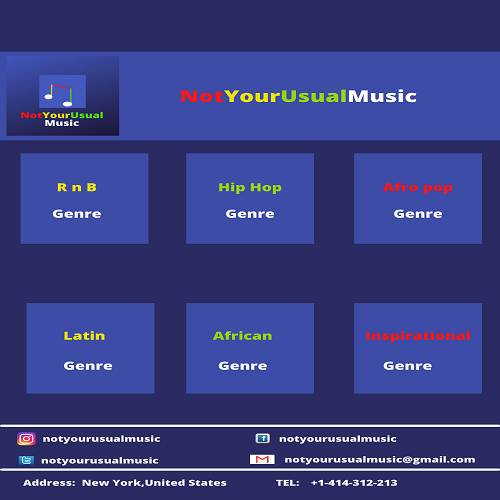 NotYourUsualMusic
NotYourUsual
Music
R n B
Genre
Hip Hop
Genre
Afro pop
Genre
Latin
Genre
African
Genre
Inspirational
Genre
notyourusualmusic
notyourusualmusic
notyourusualmusic
notyourusualmusic@gmail.com
Address: New York,United States
TEL: +1-414-312-213